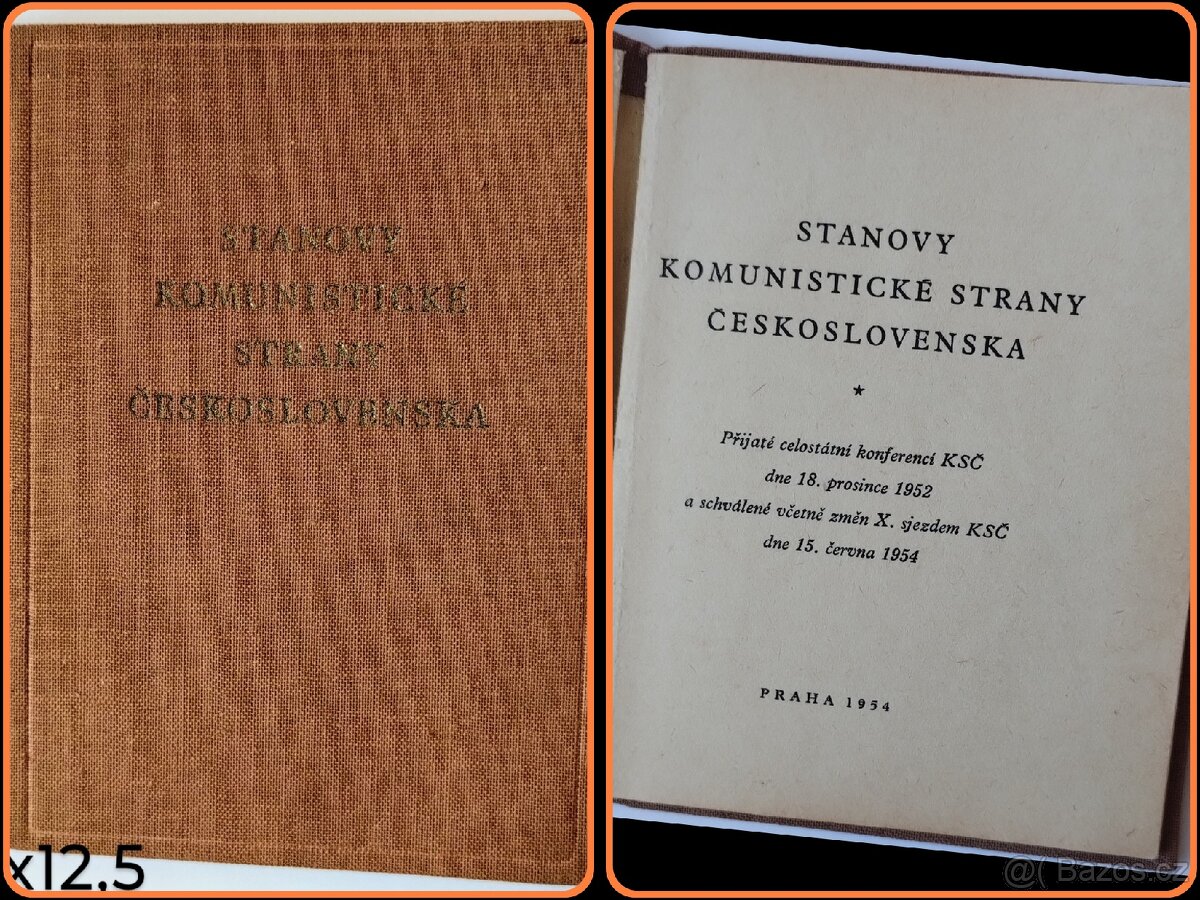 STANOVY
KOMUNISTICKÉ
STRANY
ČESKOSLOVENSKA
x12,5
STANOVY
KOMUNISTICKÉ STRANY
ČESKOSLOVENSKA
★
Přijaté celostátní konferencí KSČ
dne 18. prosince 1952
a schválené včetně změn X. sjezdem KSČ
dne 15. června 1954
PRAHA 1954
@( Bazos.cz